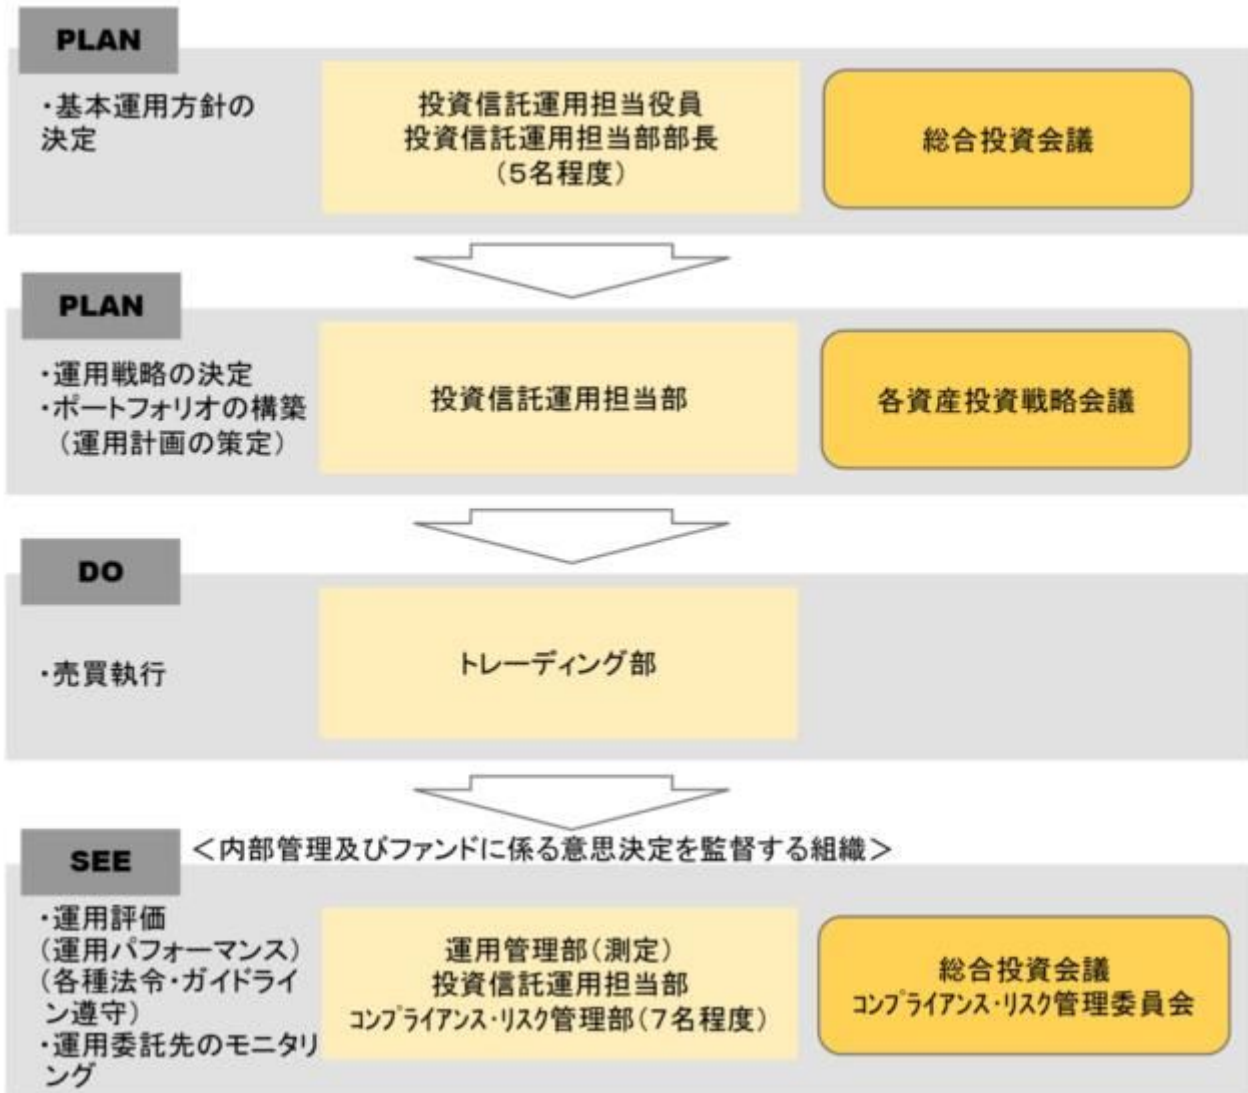 PLAN
・基本運用方針の
決定
投資信託運用担当役員
投資信託運用担当部部長
(5名程度)
総合投資会議
PLAN
・運用戦略の決定
・ポートフォリオの構築
(運用計画の策定)
投資信託運用担当部
各資産投資戦略会議
DO
・売買執行
トレーディング部
SEE
＜内部管理及びファンドに係る意思決定を監督する組織＞
・運用評価
(運用パフォーマンス)
(各種法令・ガイドライ
ン遵守)
・運用委託先のモニタリ
ング
運用管理部(測定)
投資信託運用担当部
ｺﾝﾌﾟﾗｲｱﾝｽ・ﾘｽｸ管理部(7名程度)
総合投資会議
ｺﾝﾌﾟﾗｲｱﾝｽ・ﾘｽｸ管理委員会